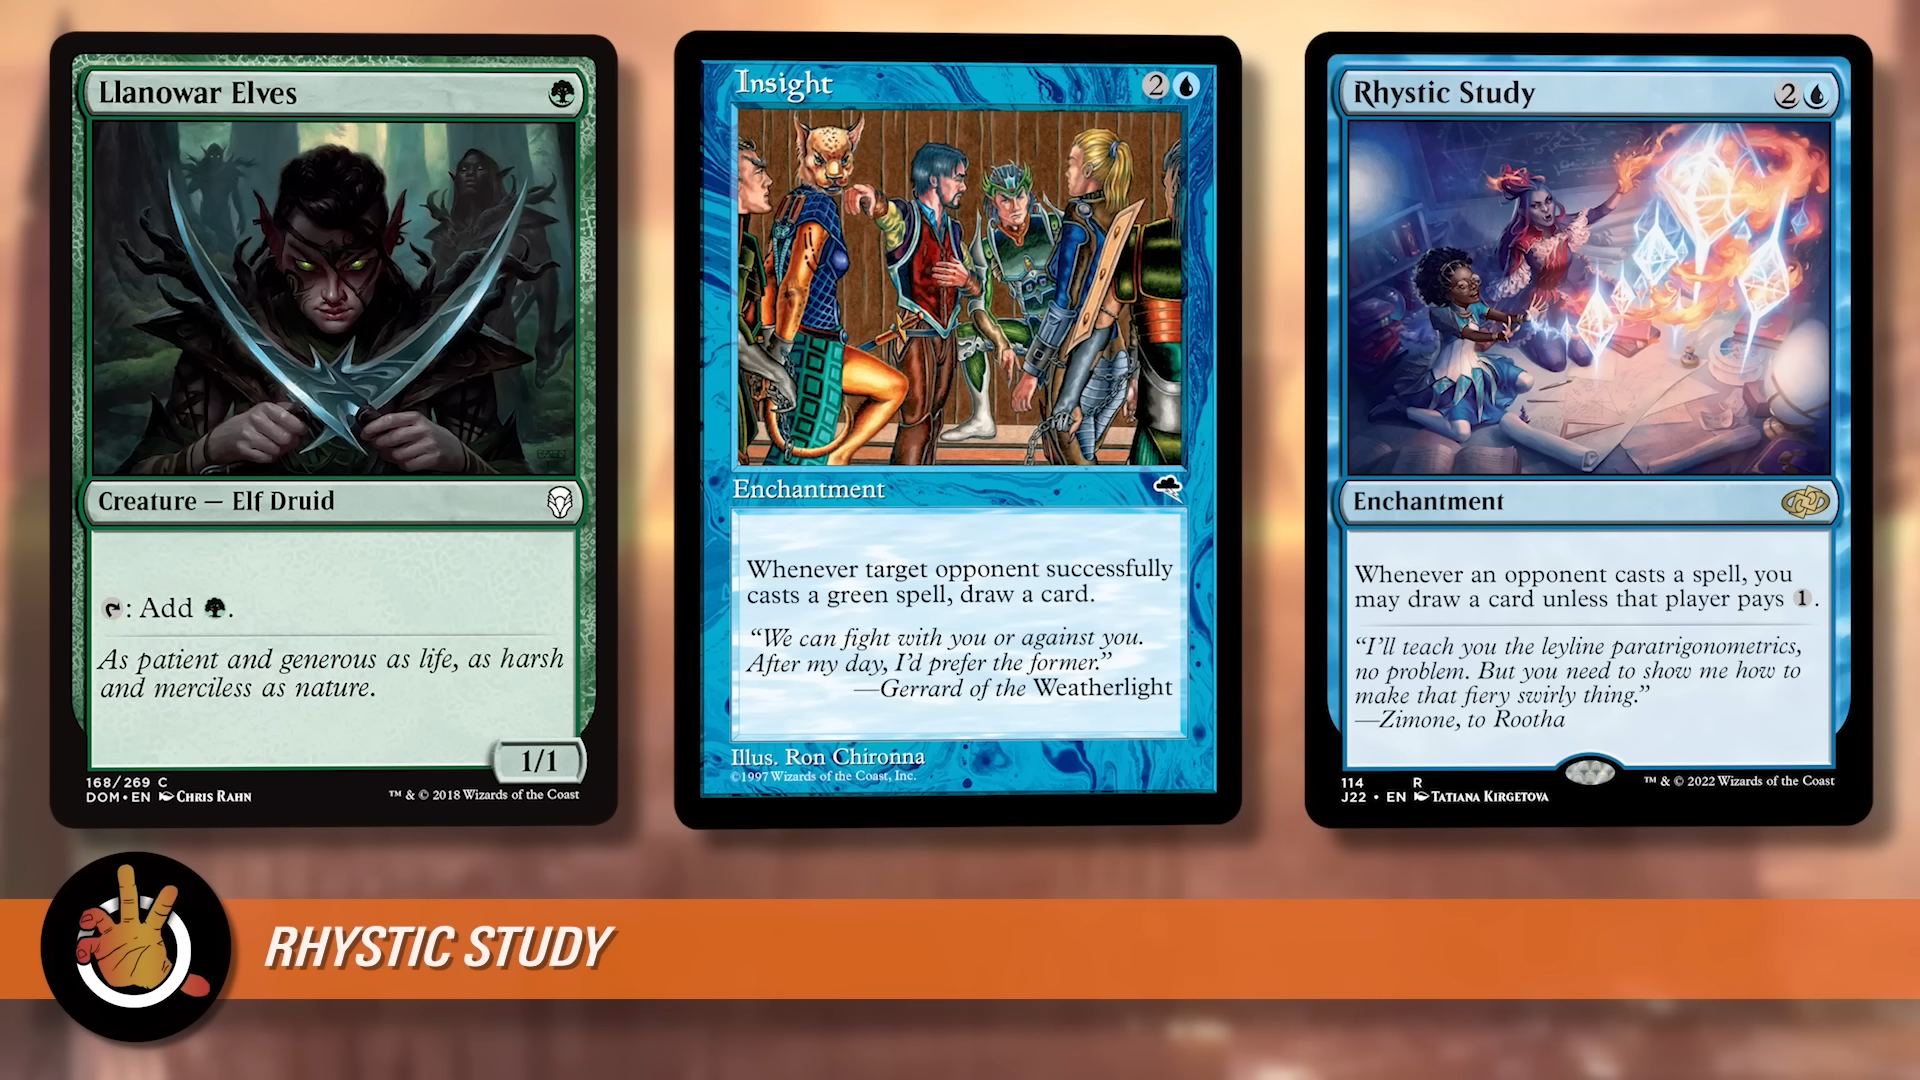 Llanowar Elves
Creature — Elf Druid
: Add .
As patient and generous as life, as harsh
and merciless as nature.
1/1
168/269 C
DOM • EN Chris Rahn
™ & © 2018 Wizards of the Coast
Insight 2
Enchantment
Whenever target opponent successfully
casts a green spell, draw a card.
“We can fight with you or against you.
After my day, I’d prefer the former.”
—Gerrard of the Weatherlight
Illus. Ron Chironna
©1997 Wizards of the Coast, Inc.
Rhystic Study 2
Enchantment
Whenever an opponent casts a spell, you
may draw a card unless that player pays 1.
“I’ll teach you the leyline paratrigonometrics,
no problem. But you need to show me how to
make that fiery swirly thing.”
—Zimone, to Rootha
114 R
J22 • EN Tatiana Kirgetova
™ & © 2022 Wizards of the Coast
RHYSTIC STUDY